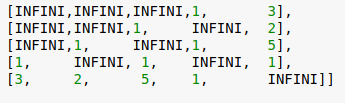 [INFINI,INFINI,INFINI,1,      3],
[INFINI,INFINI,1,     INFINI,  2],
[INFINI,1,     INFINI,1,      5],
[1,     INFINI, 1,    INFINI,  1],
[3,     2,      5,    1,      INFINI]]